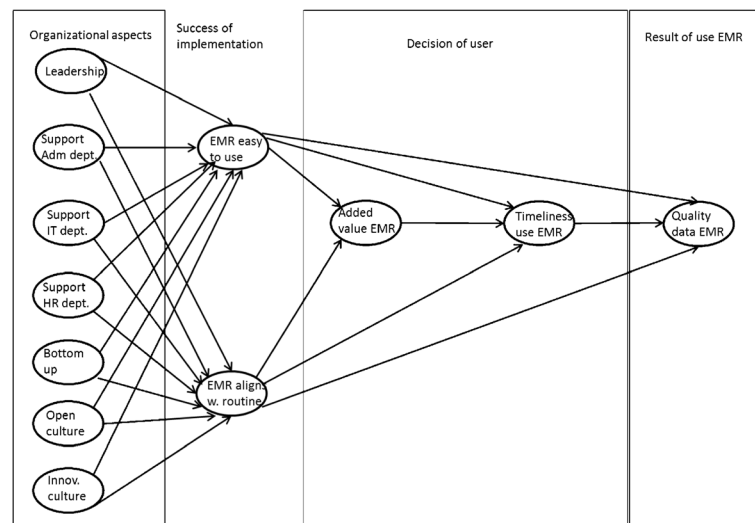 Organizational aspects
Success of
implementation
Decision of user
Result of use EMR
Leadership
Support
Adm dept.
Support
IT dept.
Support
HR dept.
Bottom
up
Open
culture
Innov.
culture
EMR easy
to use
EMR aligns
w. routine
Added
value EMR
Timeliness
use EMR
Quality
data EMR